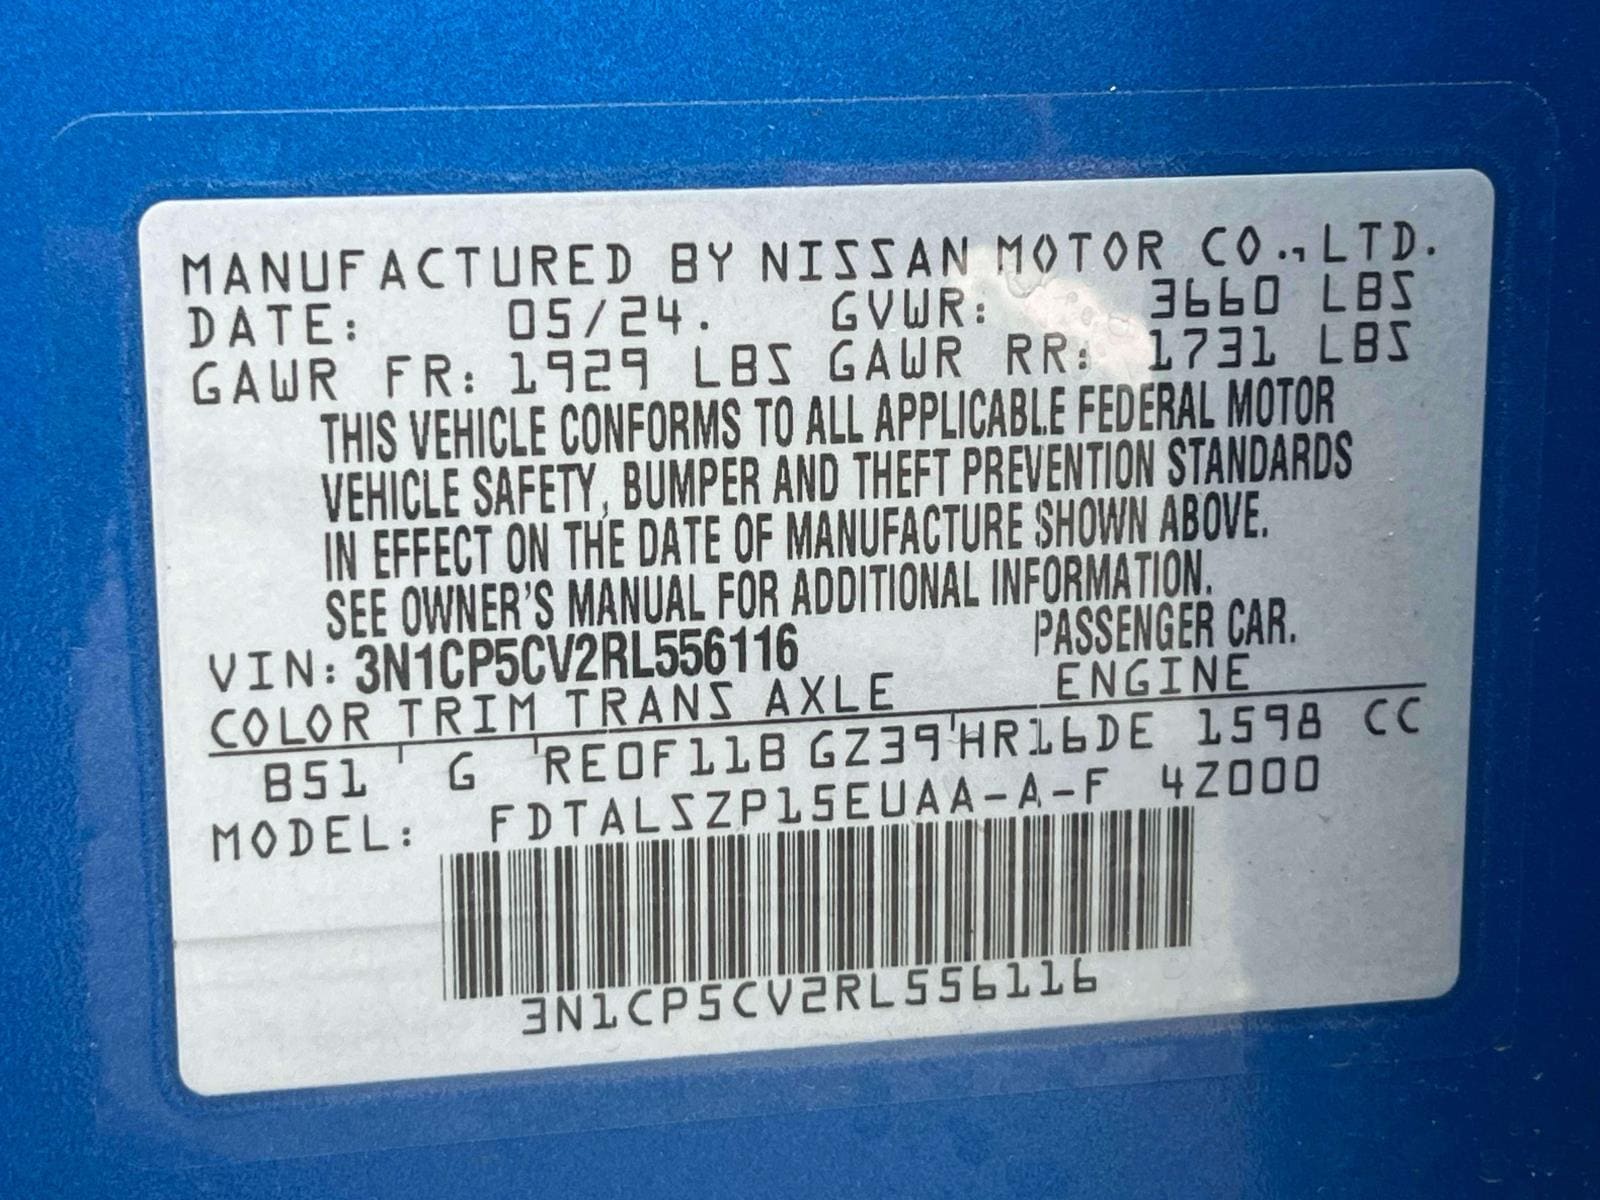 MANUFACTURED BY NISSAN MOTOR CO., LTD.
DATE: 05/24. GVWR: 3660 LBS
GAWR FR: 1929 LBS GAWR RR: 1731 LBS
THIS VEHICLE CONFORMS TO ALL APPLICABLE FEDERAL MOTOR
VEHICLE SAFETY, BUMPER AND THEFT PREVENTION STANDARDS
IN EFFECT ON THE DATE OF MANUFACTURE SHOWN ABOVE.
SEE OWNER'S MANUAL FOR ADDITIONAL INFORMATION.
VIN: 3N1CP5CV2RL556116 PASSENGER CAR.
COLOR TRIM TRANS AXLE ENGINE
B51 ' G 'RE0F11B GZ39'HR16DE 1598 CC
MODEL: FDTALSZP15EUAA-A-F 4Z000
3N1CP5CV2RL556116